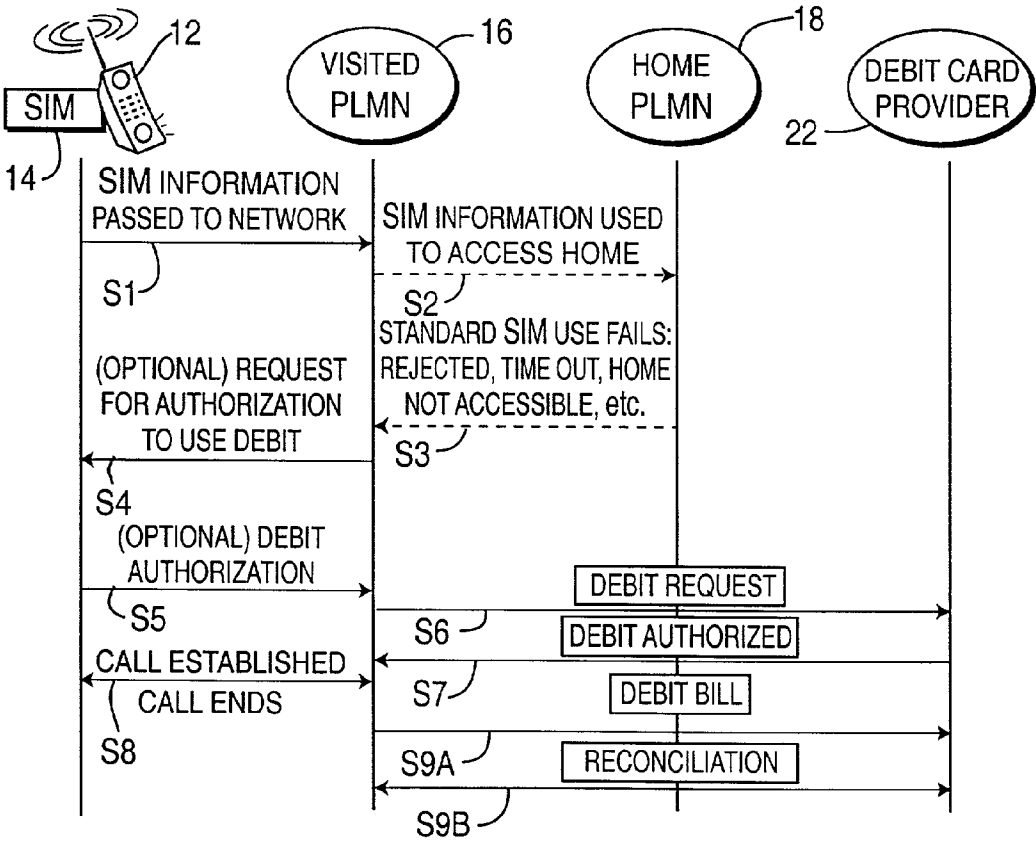 12
SIM
14
VISITED
PLMN
16
HOME
PLMN
18
DEBIT CARD
PROVIDER
22
SIM INFORMATION
PASSED TO NETWORK
S1
SIM INFORMATION USED
TO ACCESS HOME
S2
STANDARD SIM USE FAILS:
REJECTED, TIME OUT, HOME
NOT ACCESSIBLE, etc.
S3
(OPTIONAL) REQUEST
FOR AUTHORIZATION
TO USE DEBIT
S4
(OPTIONAL) DEBIT
AUTHORIZATION
S5
DEBIT REQUEST
S6
DEBIT AUTHORIZED
S7
CALL ESTABLISHED
CALL ENDS
S8
DEBIT BILL
S9A
RECONCILIATION
S9B